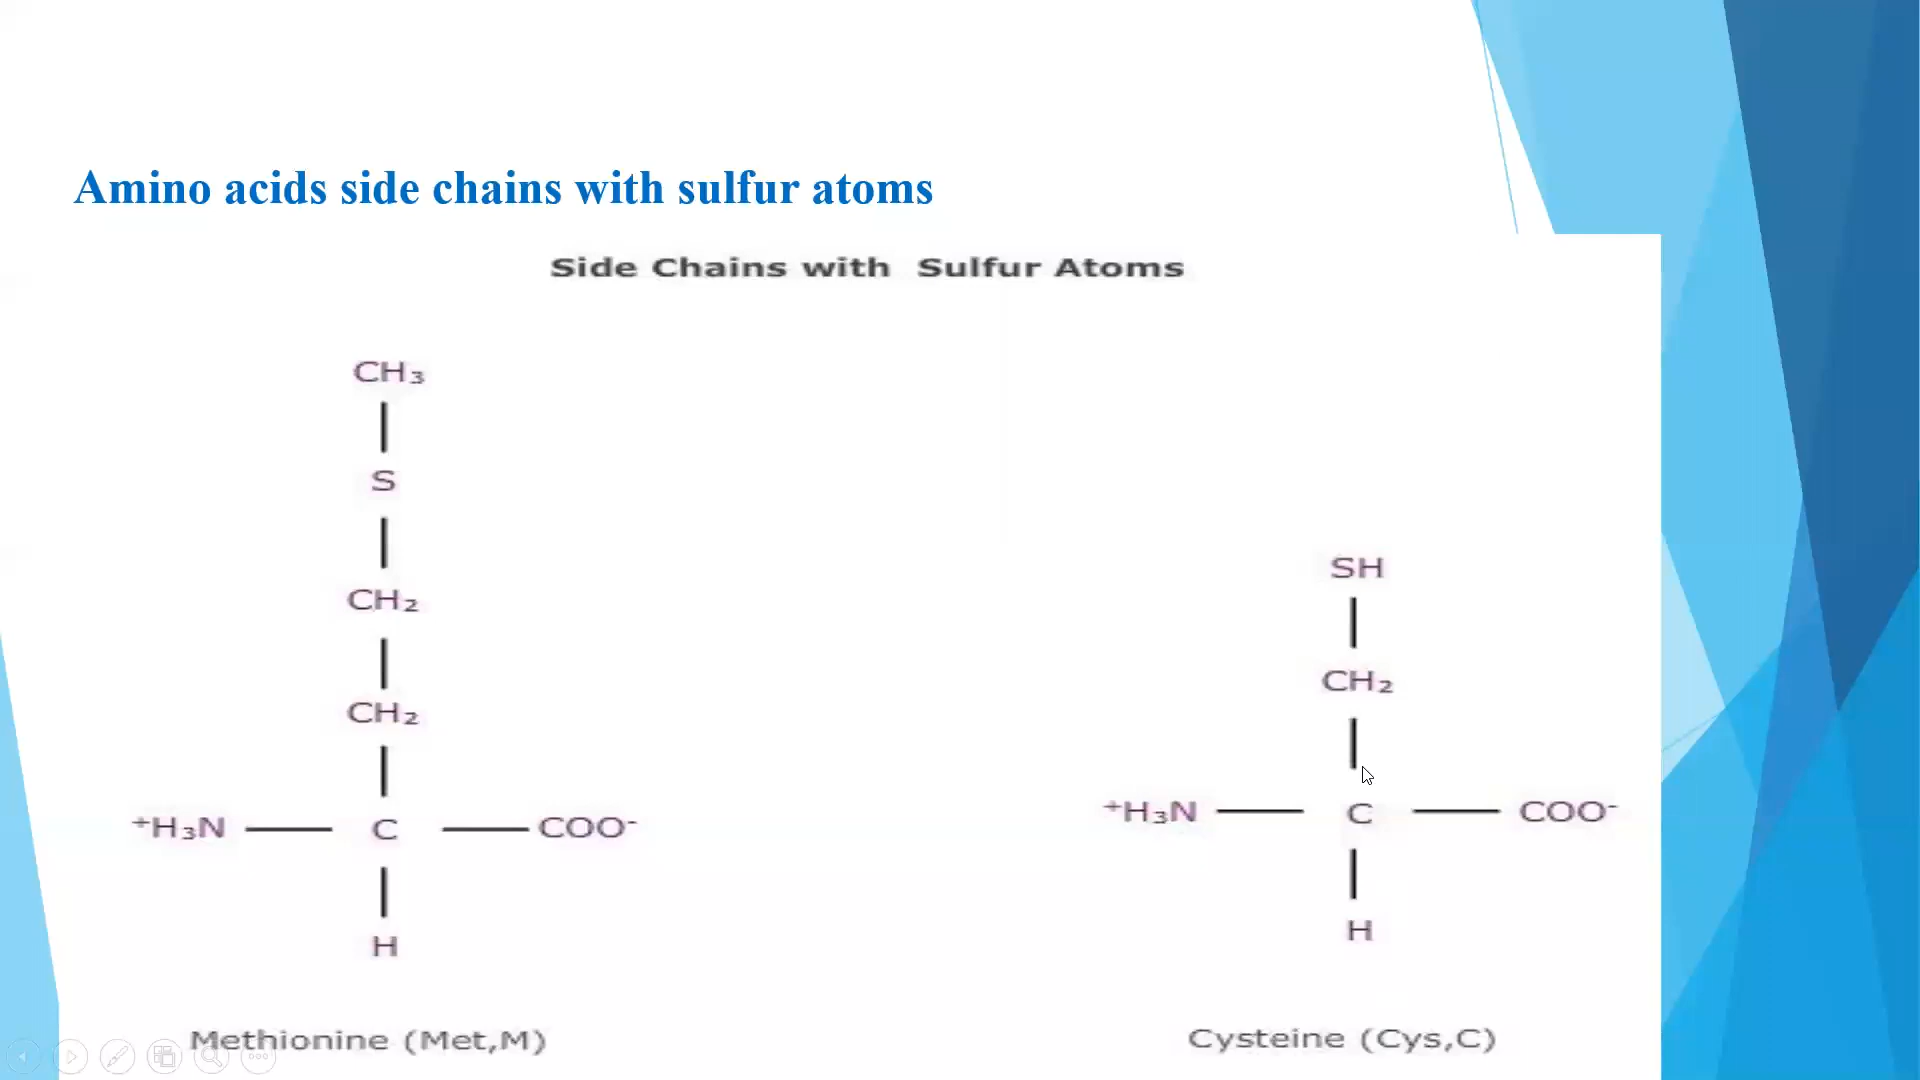 Amino acids side chains with sulfur atoms
Side Chains with Sulfur Atoms
CH₃
S
CH₂
CH₂
⁺H₃N C COO⁻
H
Methionine (Met,M)
SH
CH₂
⁺H₃N C COO⁻
H
Cysteine (Cys,C)